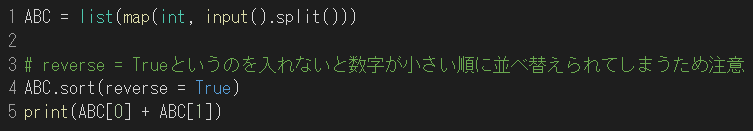 1 ABC = list(map(int, input().split()))
2
3 # reverse = Trueというのを入れないと数字が小さい順に並べ替えられてしまうため注意
4 ABC.sort(reverse = True)
5 print(ABC[0] + ABC[1])